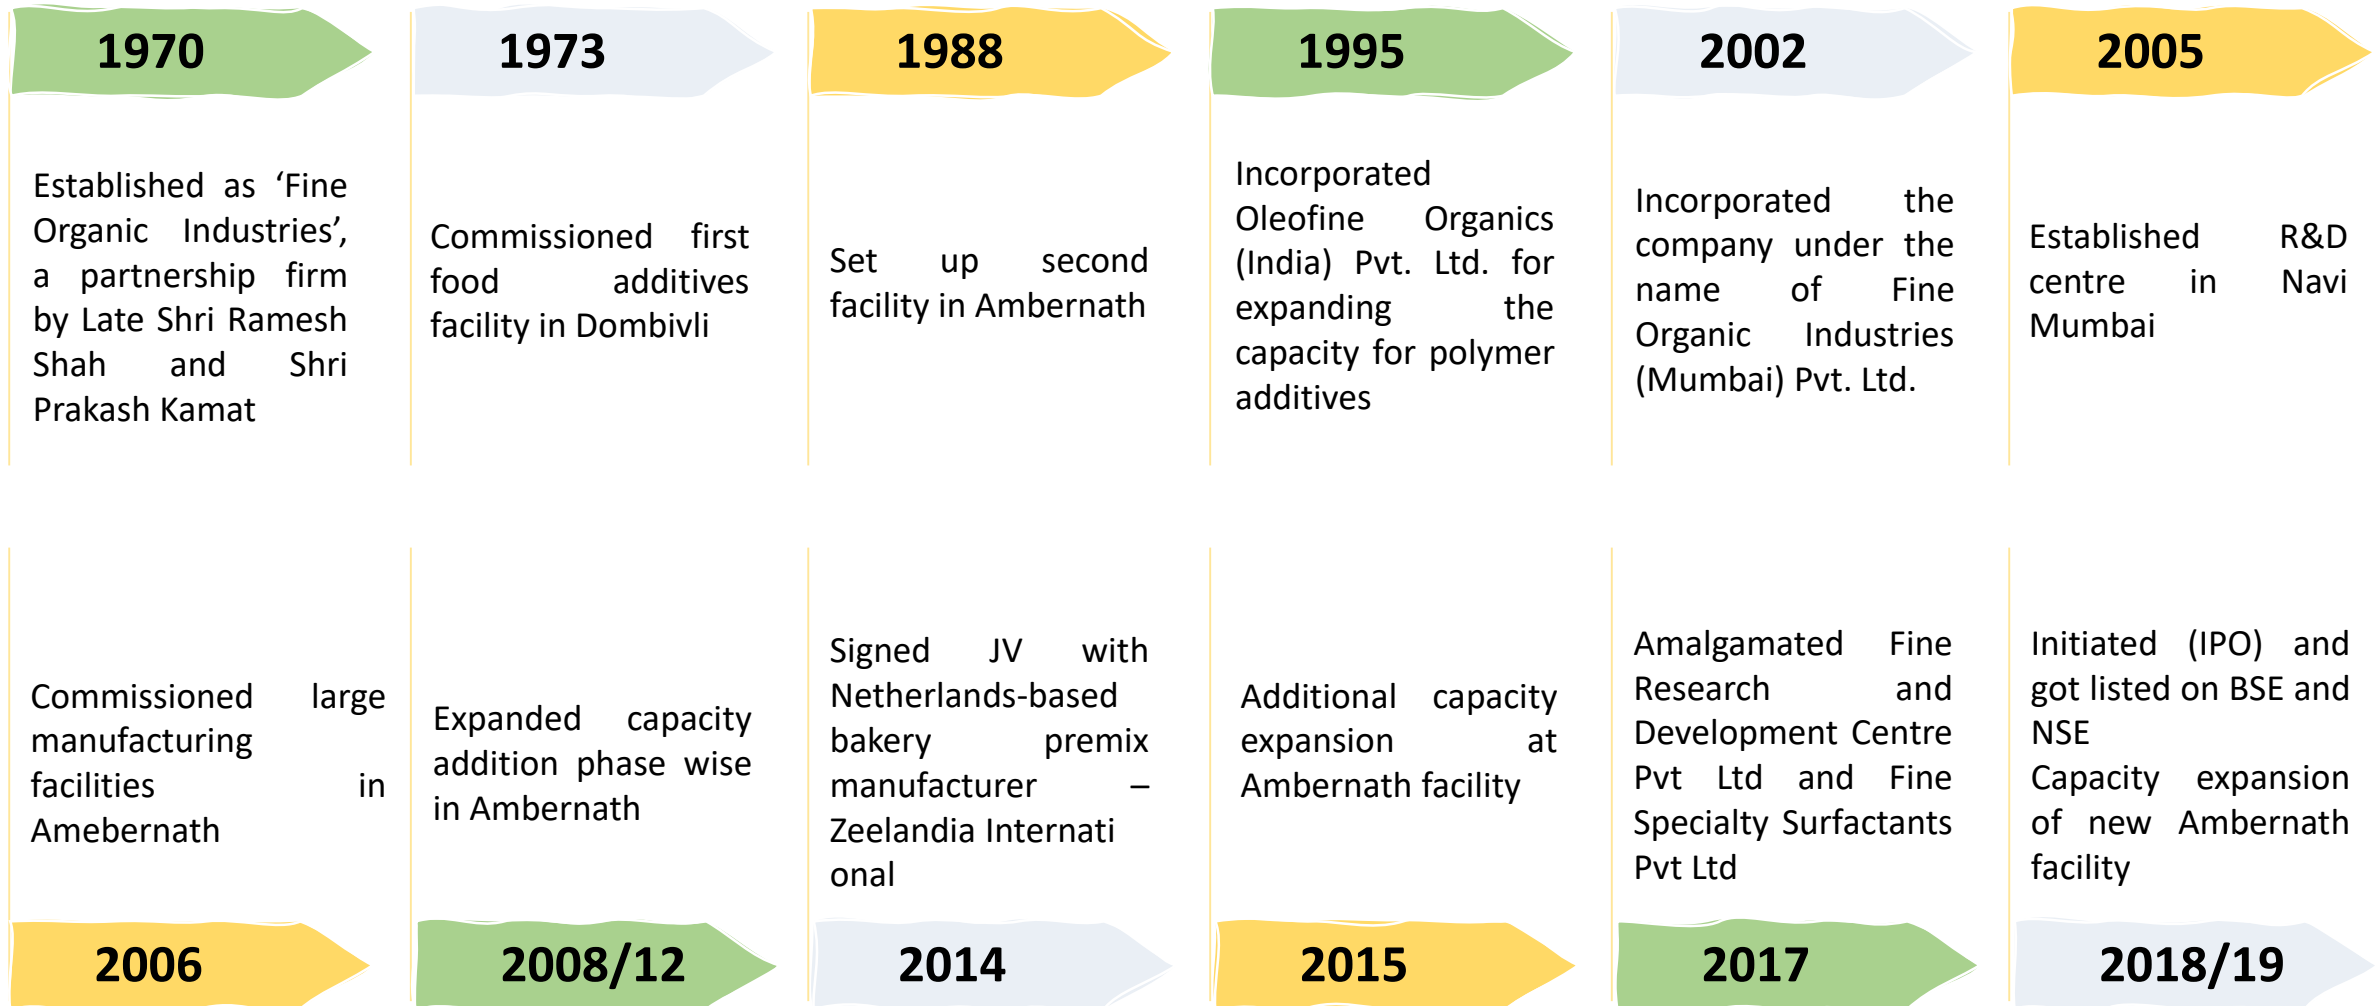 1970
Established as ‘Fine
Organic Industries’,
a partnership firm
by Late Shri Ramesh
Shah and Shri
Prakash Kamat
1973
Commissioned first
food additives
facility in Dombivli
1988
Set up second
facility in Ambernath
1995
Incorporated
Oleofine Organics
(India) Pvt. Ltd. for
expanding the
capacity for polymer
additives
2002
Incorporated the
company under the
name of Fine
Organic Industries
(Mumbai) Pvt. Ltd.
2005
Established R&D
centre in Navi
Mumbai
Commissioned large
manufacturing
facilities in
Amebernath
2006
Expanded capacity
addition phase wise
in Ambernath
2008/12
Signed JV with
Netherlands-based
bakery premix
manufacturer –
Zeelandia Internati
onal
2014
Additional capacity
expansion at
Ambernath facility
2015
Amalgamated Fine
Research and
Development Centre
Pvt Ltd and Fine
Specialty Surfactants
Pvt Ltd
2017
Initiated (IPO) and
got listed on BSE and
NSE
Capacity expansion
of new Ambernath
facility
2018/19